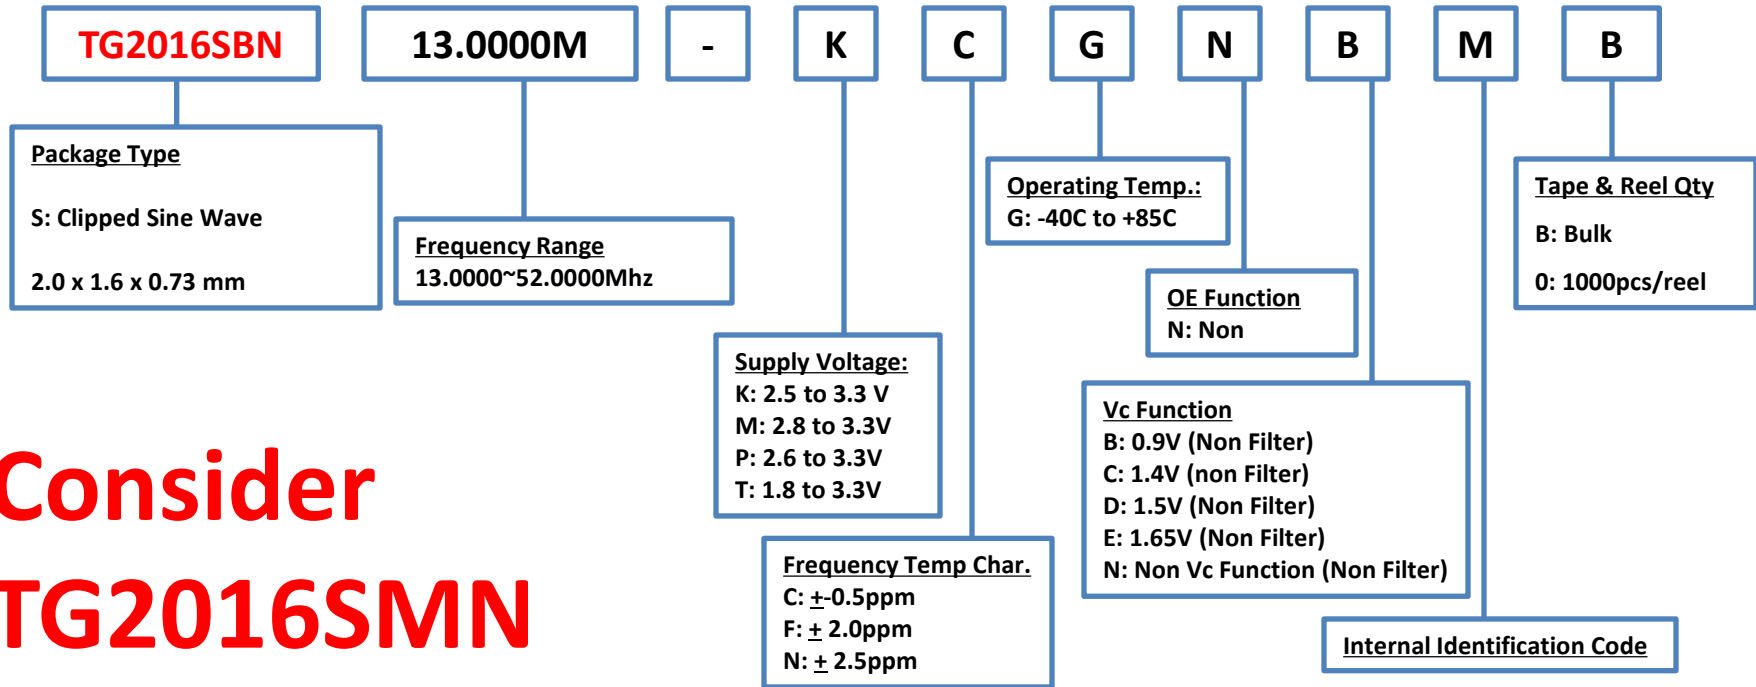 TG2016SBN
13.0000M
-
K
C
G
N
B
M
B
Package Type
S: Clipped Sine Wave
2.0 x 1.6 x 0.73 mm
Frequency Range
13.0000~52.0000Mhz
Operating Temp.:
G: -40C to +85C
Tape & Reel Qty
B: Bulk
0: 1000pcs/reel
OE Function
N: Non
Supply Voltage:
K: 2.5 to 3.3 V
M: 2.8 to 3.3V
P: 2.6 to 3.3V
T: 1.8 to 3.3V
Vc Function
B: 0.9V (Non Filter)
C: 1.4V (non Filter)
D: 1.5V (Non Filter)
E: 1.65V (Non Filter)
N: Non Vc Function (Non Filter)
Frequency Temp Char.
C: +-0.5ppm
F: + 2.0ppm
N: + 2.5ppm
Internal Identification Code
Consider
TG2016SMN